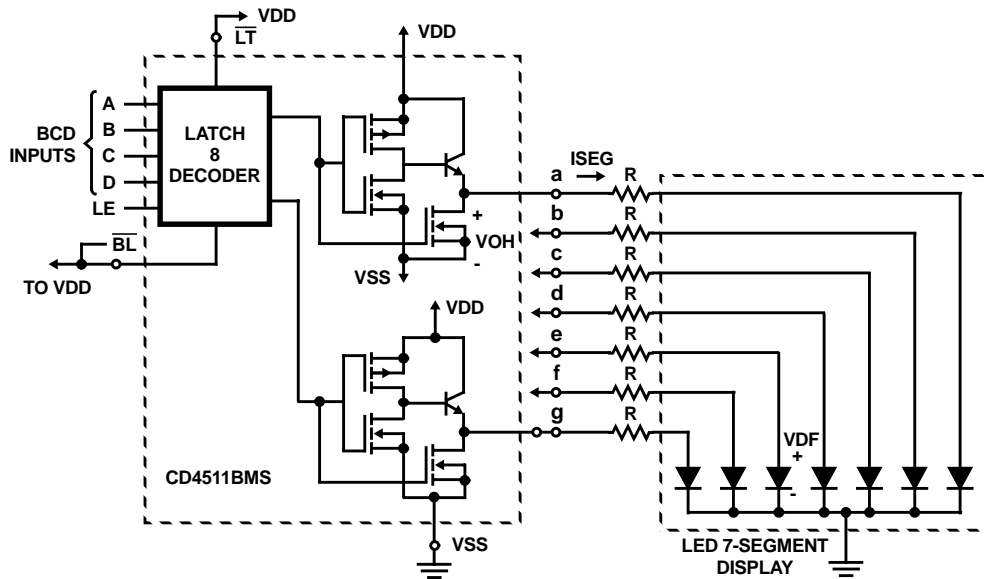 VDD
LT
VDD
A
B
C
D
LE
BCD
INPUTS
LATCH
8
DECODER
BL
TO VDD
+
VOH
-
VSS
VDD
CD4511BMS
VSS
ISEG
a R
b R
c R
d R
e R
f R
g R
VDF
+
-
LED 7-SEGMENT
DISPLAY